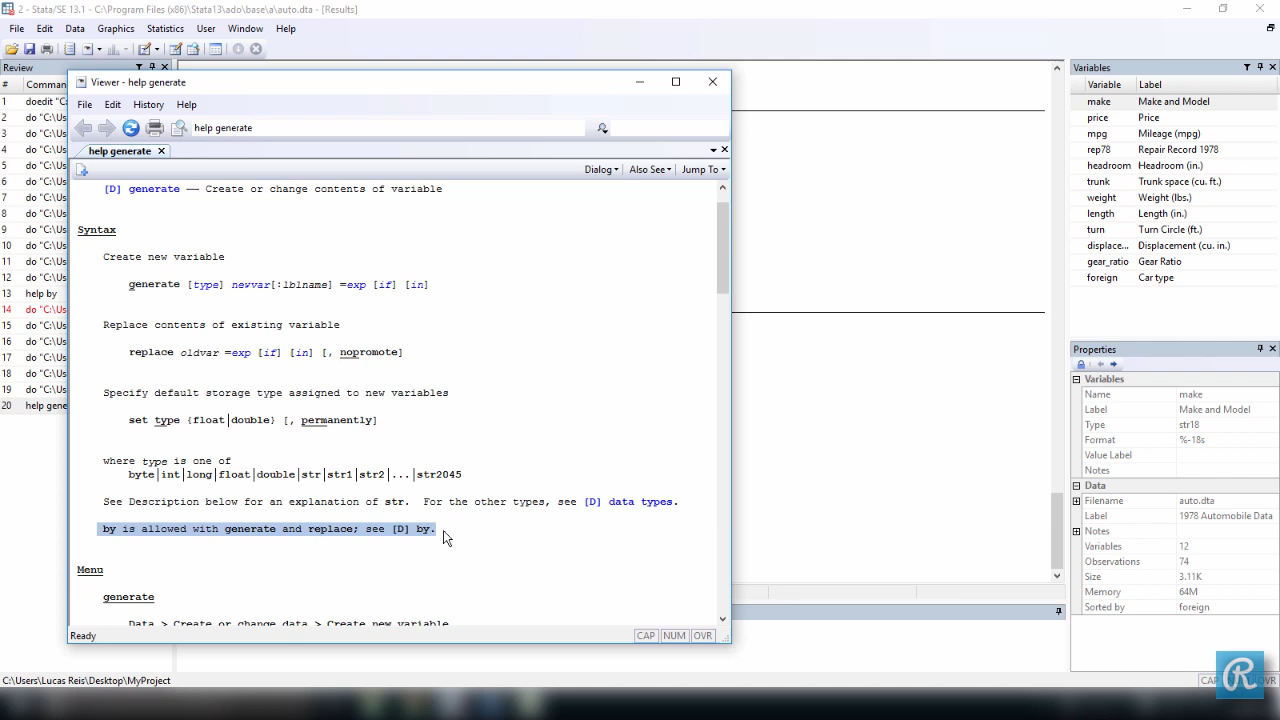 2 - Stata/SE 13.1 - C:\Program Files (x86)\Stata13\ado\base\a\auto.dta - [Results]
File Edit Data Graphics Statistics User Window Help
Review
# Comman
1 doedit "C:
2 do "C:\Us
3 do "C:\Us
4 do "C:\Us
5 do "C:\Us
6 do "C:\Us
7 do "C:\Us
8 do "C:\Us
9 do "C:\Us
10 do "C:\Us
11 do "C:\Us
12 do "C:\Us
13 help by
14 do "C:\Us
15 do "C:\Us
16 do "C:\Us
17 do "C:\Us
18 do "C:\Us
19 do "C:\Us
20 help gene
Viewer - help generate
File Edit History Help
help generate
help generate
Dialog Also See Jump To
[D] generate — Create or change contents of variable
Syntax
Create new variable
generate [type] newvar[:lblname] =exp [if] [in]
Replace contents of existing variable
replace oldvar =exp [if] [in] [, nopromote]
Specify default storage type assigned to new variables
set type {float|double} [, permanently]
where type is one of
byte|int|long|float|double|str|str1|str2|...|str2045
See Description below for an explanation of str. For the other types, see [D] data types.
by is allowed with generate and replace; see [D] by.
Menu
generate
Data > Create or change data > Create new variable
Ready
CAP NUM OVR
Variables
Variable Label
make Make and Model
price Price
mpg Mileage (mpg)
rep78 Repair Record 1978
headroom Headroom (in.)
trunk Trunk space (cu. ft.)
weight Weight (lbs.)
length Length (in.)
turn Turn Circle (ft.)
displace... Displacement (cu. in.)
gear_ratio Gear Ratio
foreign Car type
Properties
Variables
Name make
Label Make and Model
Type str18
Format %-18s
Value Label
Notes
Data
Filename auto.dta
Label 1978 Automobile Data
Notes
Variables 12
Observations 74
Size 3.11K
Memory 64M
Sorted by foreign
C:\Users\Lucas Reis\Desktop\MyProject
CAP
OVR
R